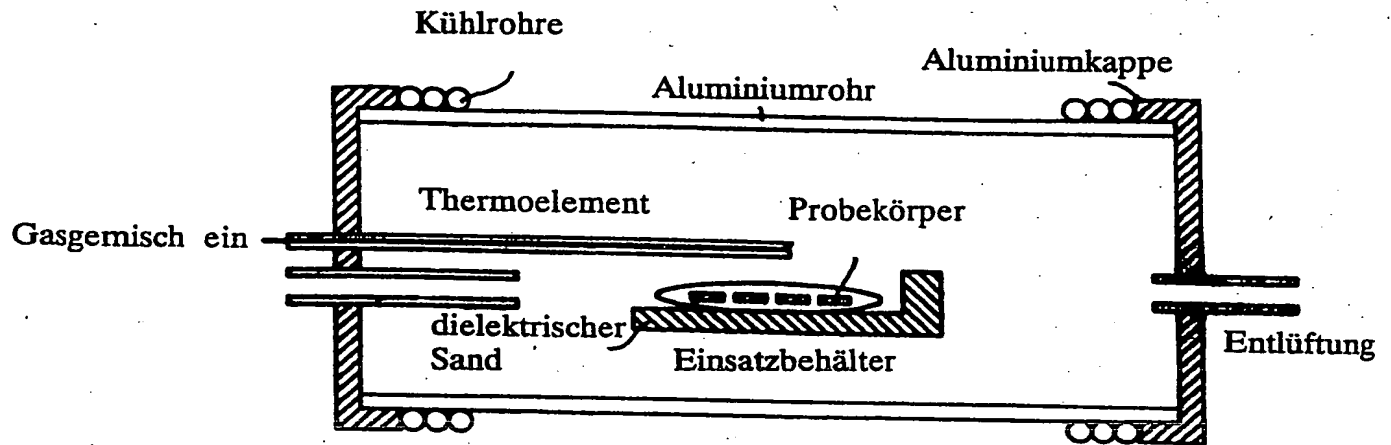 Kühlrohre
Aluminiumkappe
Aluminiumrohr
Thermoelement
Probekörper
Gasgemisch ein
dielektrischer
Sand
Einsatzbehälter
Entlüftung